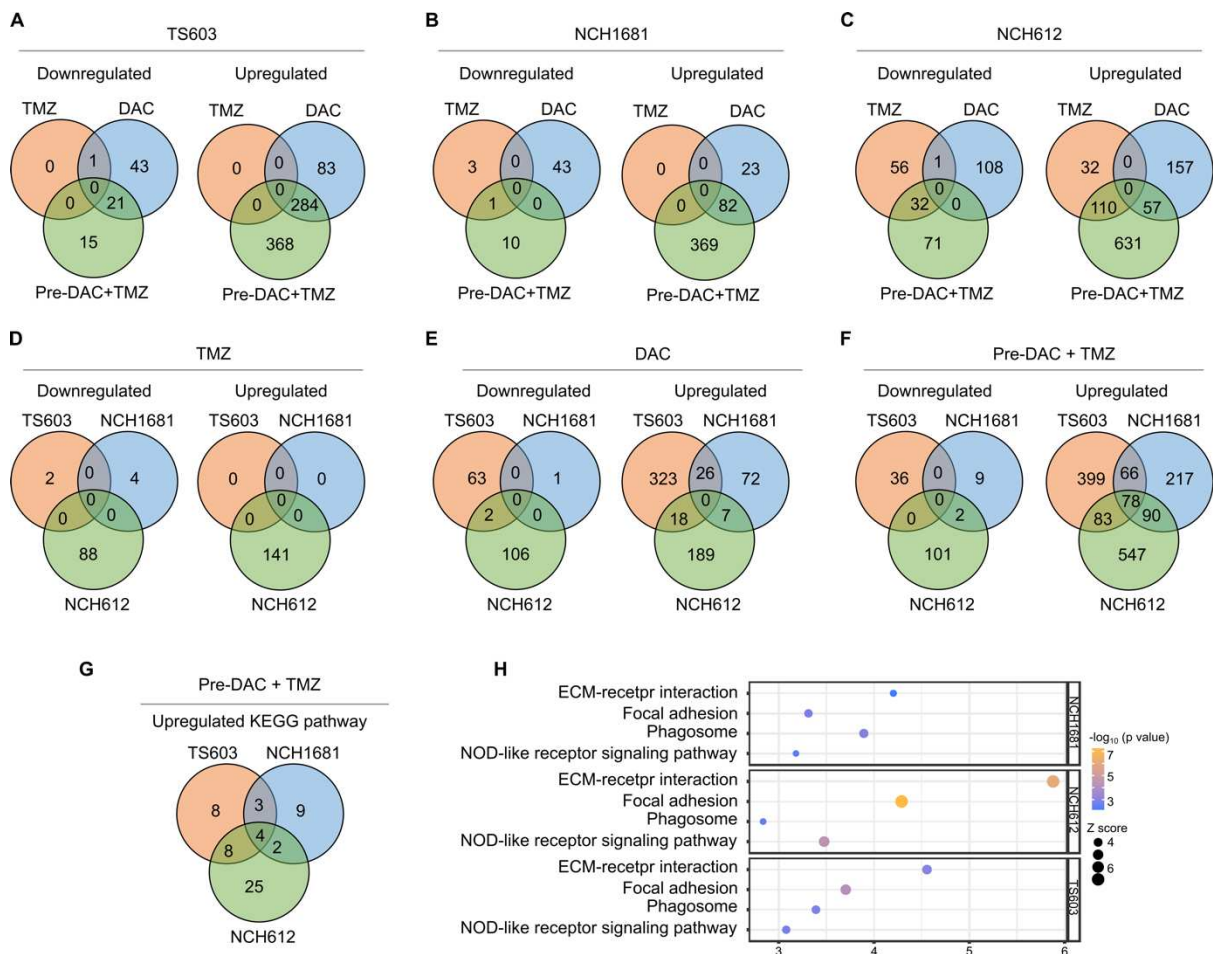 A
TS603
Downregulated
Upregulated
TMZ
DAC
TMZ
DAC
0
1
43
0
0
21
15
0
0
83
0
0
284
368
Pre-DAC+TMZ
Pre-DAC+TMZ
B
NCH1681
Downregulated
Upregulated
TMZ
DAC
TMZ
DAC
3
0
43
0
1
0
10
0
0
23
0
0
82
369
Pre-DAC+TMZ
Pre-DAC+TMZ
C
NCH612
Downregulated
Upregulated
TMZ
DAC
TMZ
DAC
56
1
108
0
32
0
71
32
0
157
0
110
57
631
Pre-DAC+TMZ
Pre-DAC+TMZ
D
TMZ
Downregulated
Upregulated
TS603
NCH1681
TS603
NCH1681
2
0
4
0
0
0
88
0
0
0
0
0
0
141
NCH612
NCH612
E
DAC
Downregulated
Upregulated
TS603
NCH1681
TS603
NCH1681
63
0
1
0
2
0
106
323
26
72
0
18
7
189
NCH612
NCH612
F
Pre-DAC + TMZ
Downregulated
Upregulated
TS603
NCH1681
TS603
NCH1681
36
0
9
0
0
2
101
399
66
217
78
83
90
547
NCH612
NCH612
G
Pre-DAC + TMZ
Upregulated KEGG pathway
TS603
NCH1681
8
3
9
4
8
2
25
NCH612
H
ECM-recetpr interaction
Focal adhesion
Phagosome
NOD-like receptor signaling pathway
NCH1681
ECM-recetpr interaction
Focal adhesion
Phagosome
NOD-like receptor signaling pathway
NCH612
ECM-recetpr interaction
Focal adhesion
Phagosome
NOD-like receptor signaling pathway
TS603
3
4
5
6
-log₁₀ (p value)
7
5
3
Z score
4
6